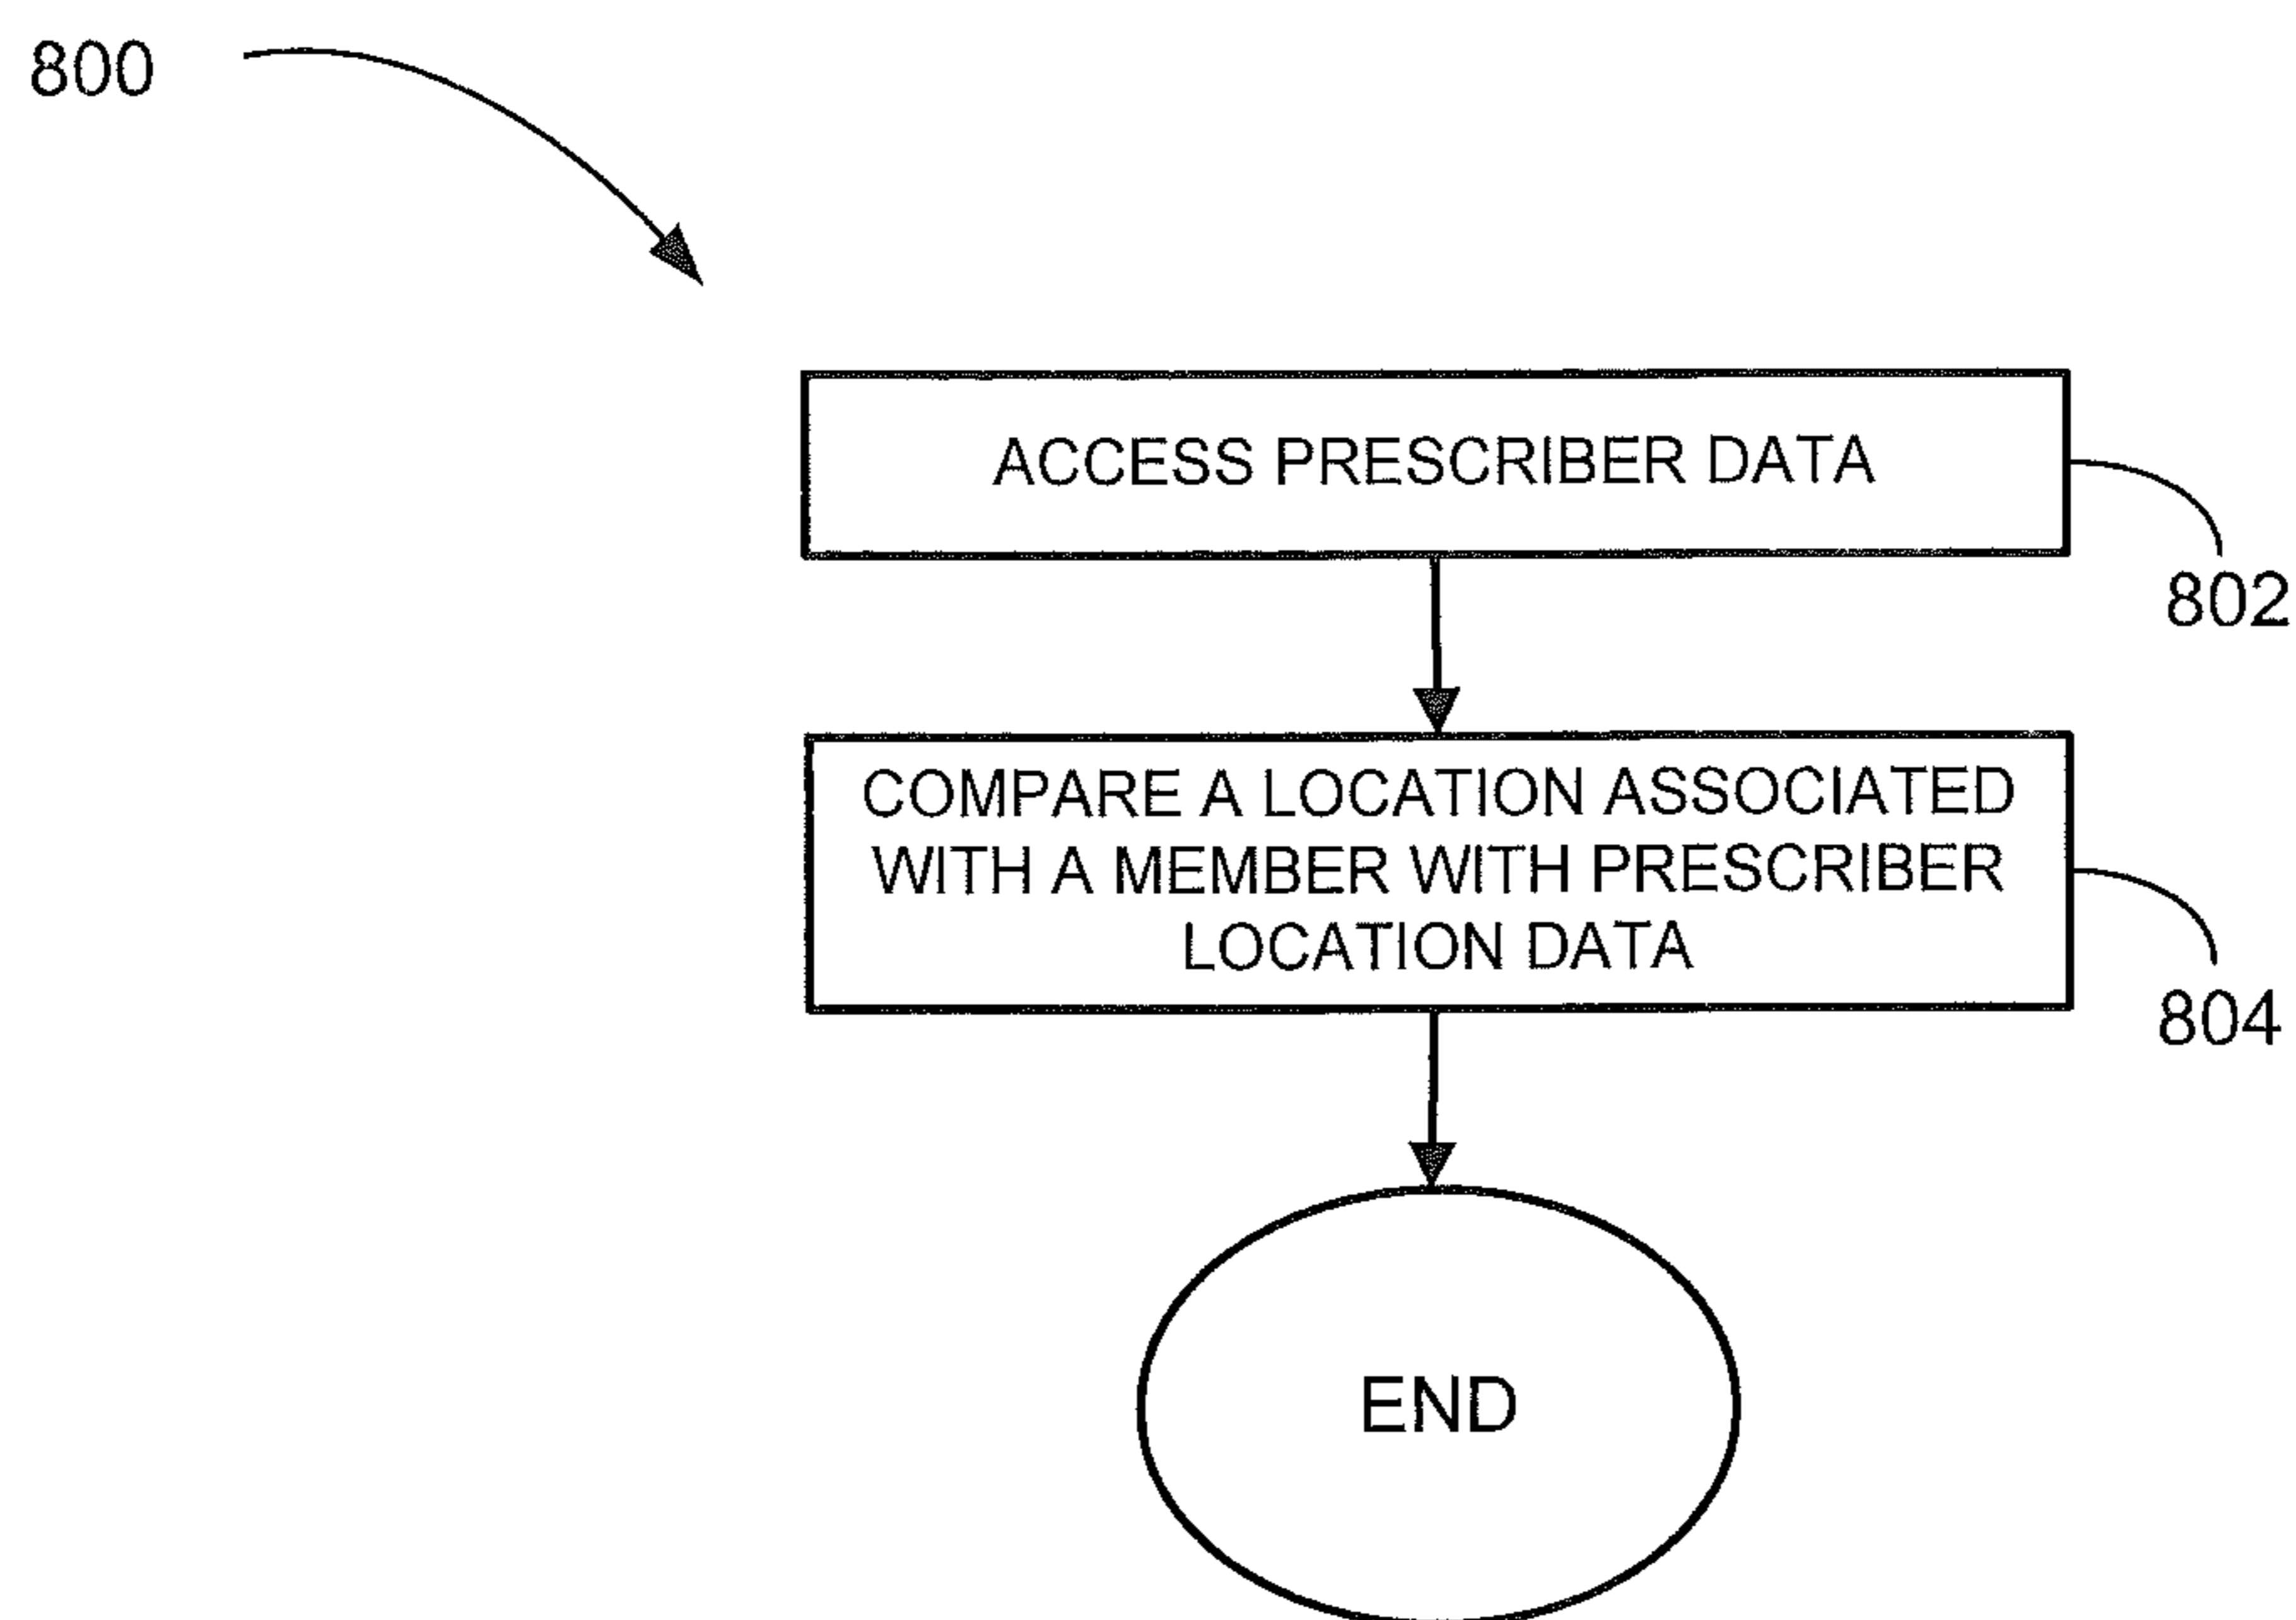 800
ACCESS PRESCRIBER DATA
802
COMPARE A LOCATION ASSOCIATED
WITH A MEMBER WITH PRESCRIBER
LOCATION DATA
804
END